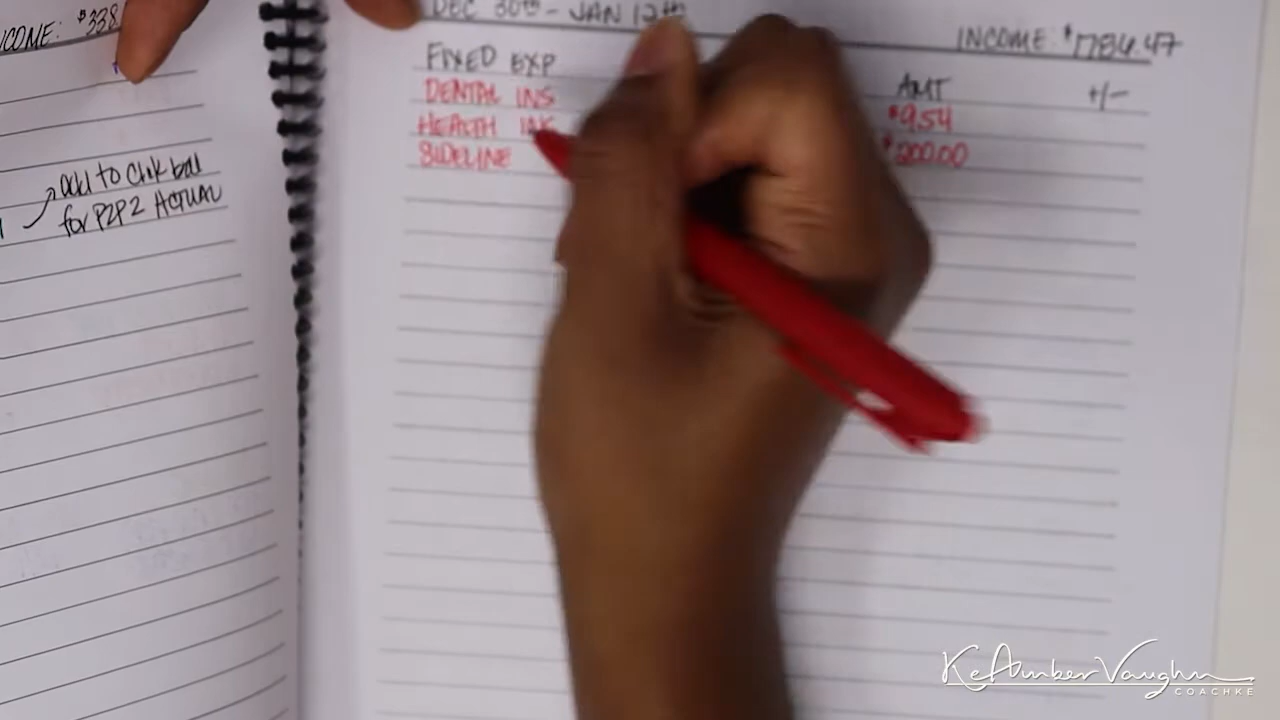 INCOME: $338
add to chck bal
for P2P2 ACTUAL
DEC 30th - JAN 12th
INCOME: $1784.47
FIXED EXP
AMT
+/-
DENTAL INS
$9.54
HEALTH INS
$200.00
SIDELINE
KeAmber Vaughn
COACHKE